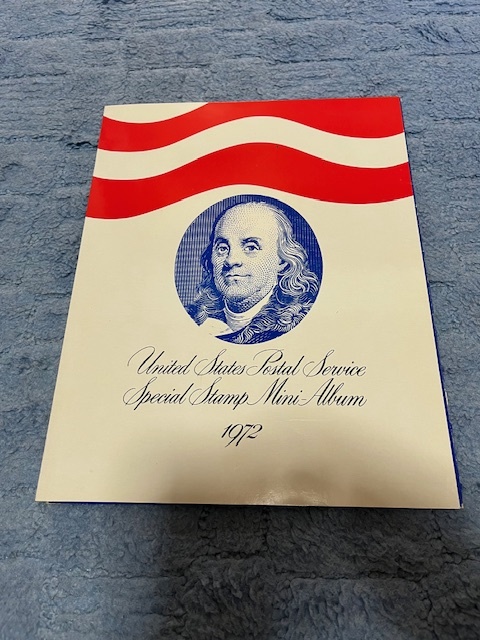 United States Postal Service
Special Stamp Mini-Album
1972